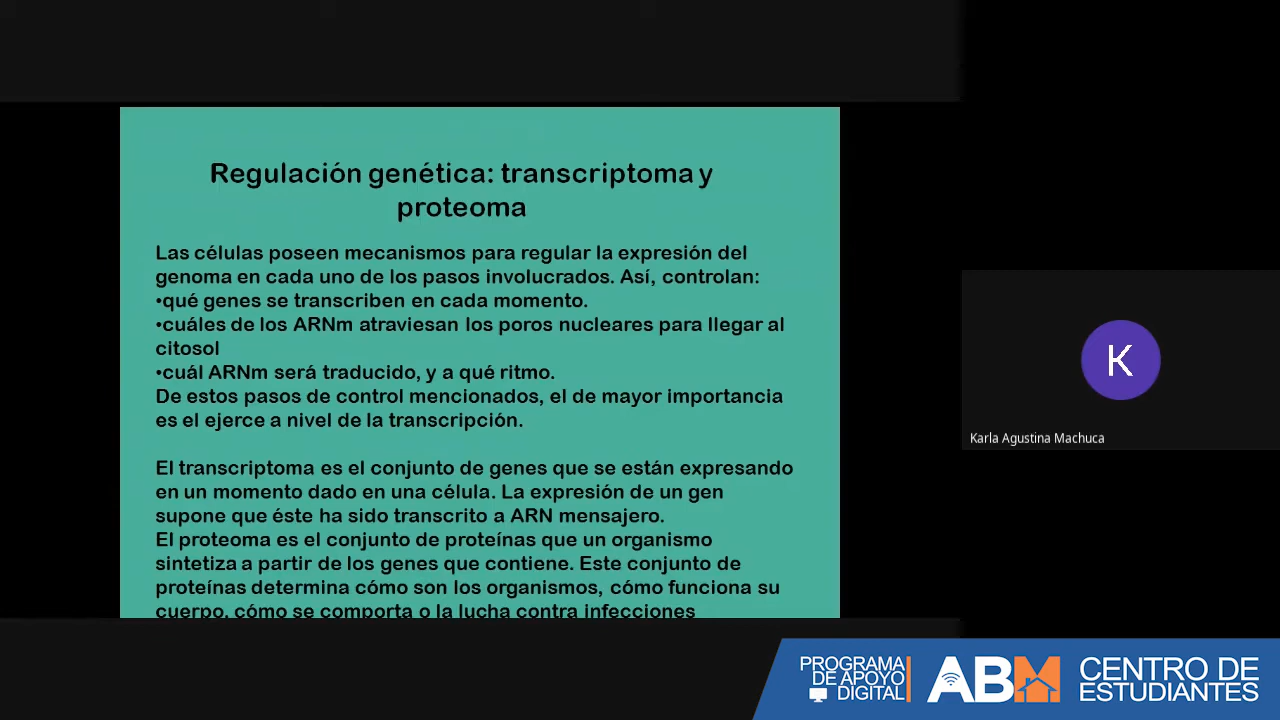 Regulación genética: transcriptoma y
proteoma
Las células poseen mecanismos para regular la expresión del
genoma en cada uno de los pasos involucrados. Así, controlan:
•qué genes se transcriben en cada momento.
•cuáles de los ARNm atraviesan los poros nucleares para llegar al
citosol
•cuál ARNm será traducido, y a qué ritmo.
De estos pasos de control mencionados, el de mayor importancia
es el ejerce a nivel de la transcripción.
El transcriptoma es el conjunto de genes que se están expresando
en un momento dado en una célula. La expresión de un gen
supone que éste ha sido transcrito a ARN mensajero.
El proteoma es el conjunto de proteínas que un organismo
sintetiza a partir de los genes que contiene. Este conjunto de
proteínas determina cómo son los organismos, cómo funciona su
cuerpo, cómo se comporta o la lucha contra infecciones
K
Karla Agustina Machuca
PROGRAMA
DE APOYO
DIGITAL
ABM
CENTRO DE
ESTUDIANTES